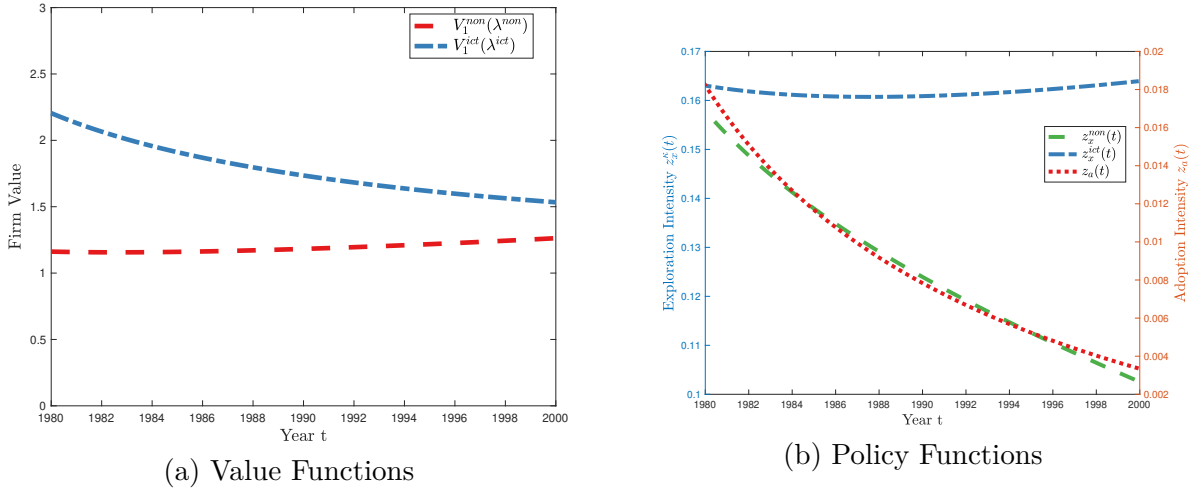 3
2.5
2
1.5
1
0.5
0
Firm Value
V_1^{non}(λ^{non})
V_1^{ict}(λ^{ict})
1980 1982 1984 1986 1988 1990 1992 1994 1996 1998 2000
Year t
(a) Value Functions
0.17
0.16
0.15
0.14
0.13
0.12
0.11
0.1
Exploration Intensity z_x^κ(t)
z_x^{non}(t)
z_x^{ict}(t)
z_a(t)
0.02
0.018
0.016
0.014
0.012
0.01
0.008
0.006
0.004
0.002
Adoption Intensity z_a(t)
1980 1982 1984 1986 1988 1990 1992 1994 1996 1998 2000
Year t
(b) Policy Functions